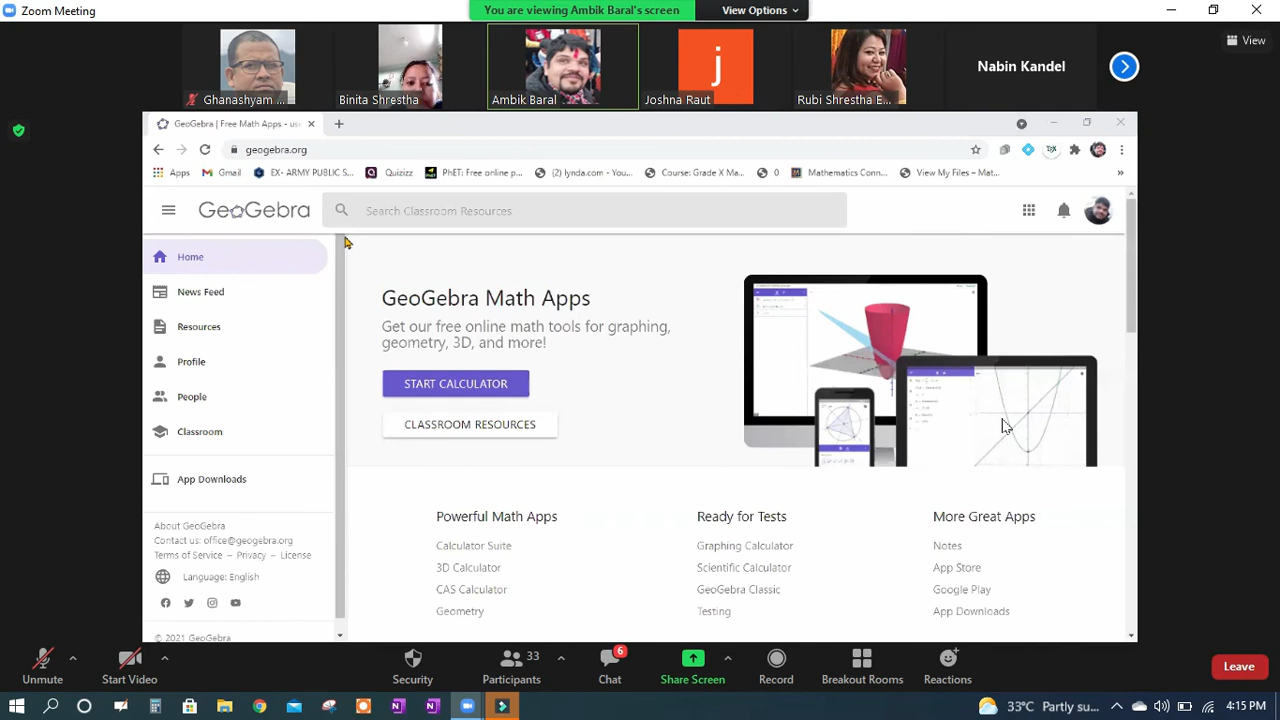 Zoom Meeting
You are viewing Ambik Baral's screen
View Options
View
Ghanashyam ...
Binita Shrestha
Ambik Baral
j
Joshna Raut
Rubi Shrestha E...
Nabin Kandel
GeoGebra | Free Math Apps - use
geogebra.org
Apps
Gmail
EX- ARMY PUBLIC S...
Quizizz
PhET: Free online p...
(2) lynda.com - You...
Course: Grade X Ma...
0
Mathematics Conn...
View My Files – Mat...
GeoGebra
Search Classroom Resources
Home
News Feed
Resources
Profile
People
Classroom
App Downloads
About GeoGebra
Contact us: office@geogebra.org
Terms of Service – Privacy – License
Language: English
© 2021 GeoGebra
GeoGebra Math Apps
Get our free online math tools for graphing,
geometry, 3D, and more!
START CALCULATOR
CLASSROOM RESOURCES
Powerful Math Apps
Calculator Suite
3D Calculator
CAS Calculator
Geometry
Ready for Tests
Graphing Calculator
Scientific Calculator
GeoGebra Classic
Testing
More Great Apps
Notes
App Store
Google Play
App Downloads
Unmute
Start Video
Security
33
Participants
6
Chat
Share Screen
Record
Breakout Rooms
Reactions
Leave
33°C Partly su...
4:15 PM